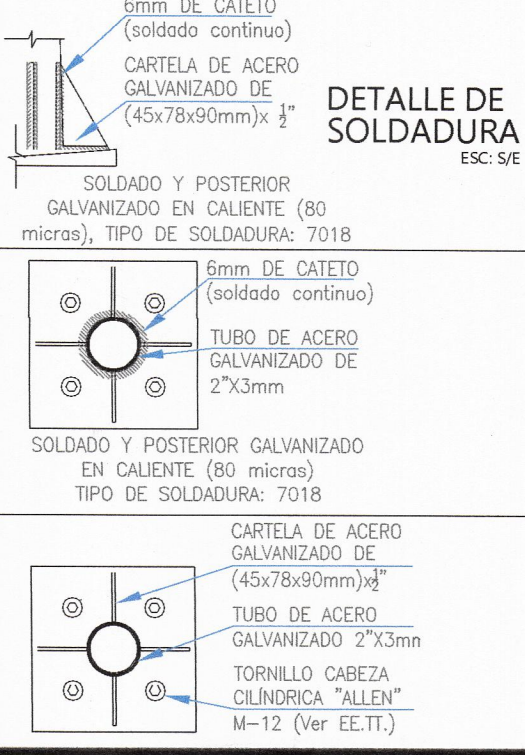 6mm DE CATETO
(soldado continuo)
CARTELA DE ACERO
GALVANIZADO DE
(45x78x90mm)x ½"
DETALLE DE
SOLDADURA
ESC: S/E
SOLDADO Y POSTERIOR
GALVANIZADO EN CALIENTE (80
micras), TIPO DE SOLDADURA: 7018
6mm DE CATETO
(soldado continuo)
TUBO DE ACERO
GALVANIZADO DE
2"X3mm
SOLDADO Y POSTERIOR GALVANIZADO
EN CALIENTE (80 micras)
TIPO DE SOLDADURA: 7018
CARTELA DE ACERO
GALVANIZADO DE
(45x78x90mm)x½"
TUBO DE ACERO
GALVANIZADO 2"X3mm
TORNILLO CABEZA
CILÍNDRICA "ALLEN"
M-12 (Ver EE.TT.)